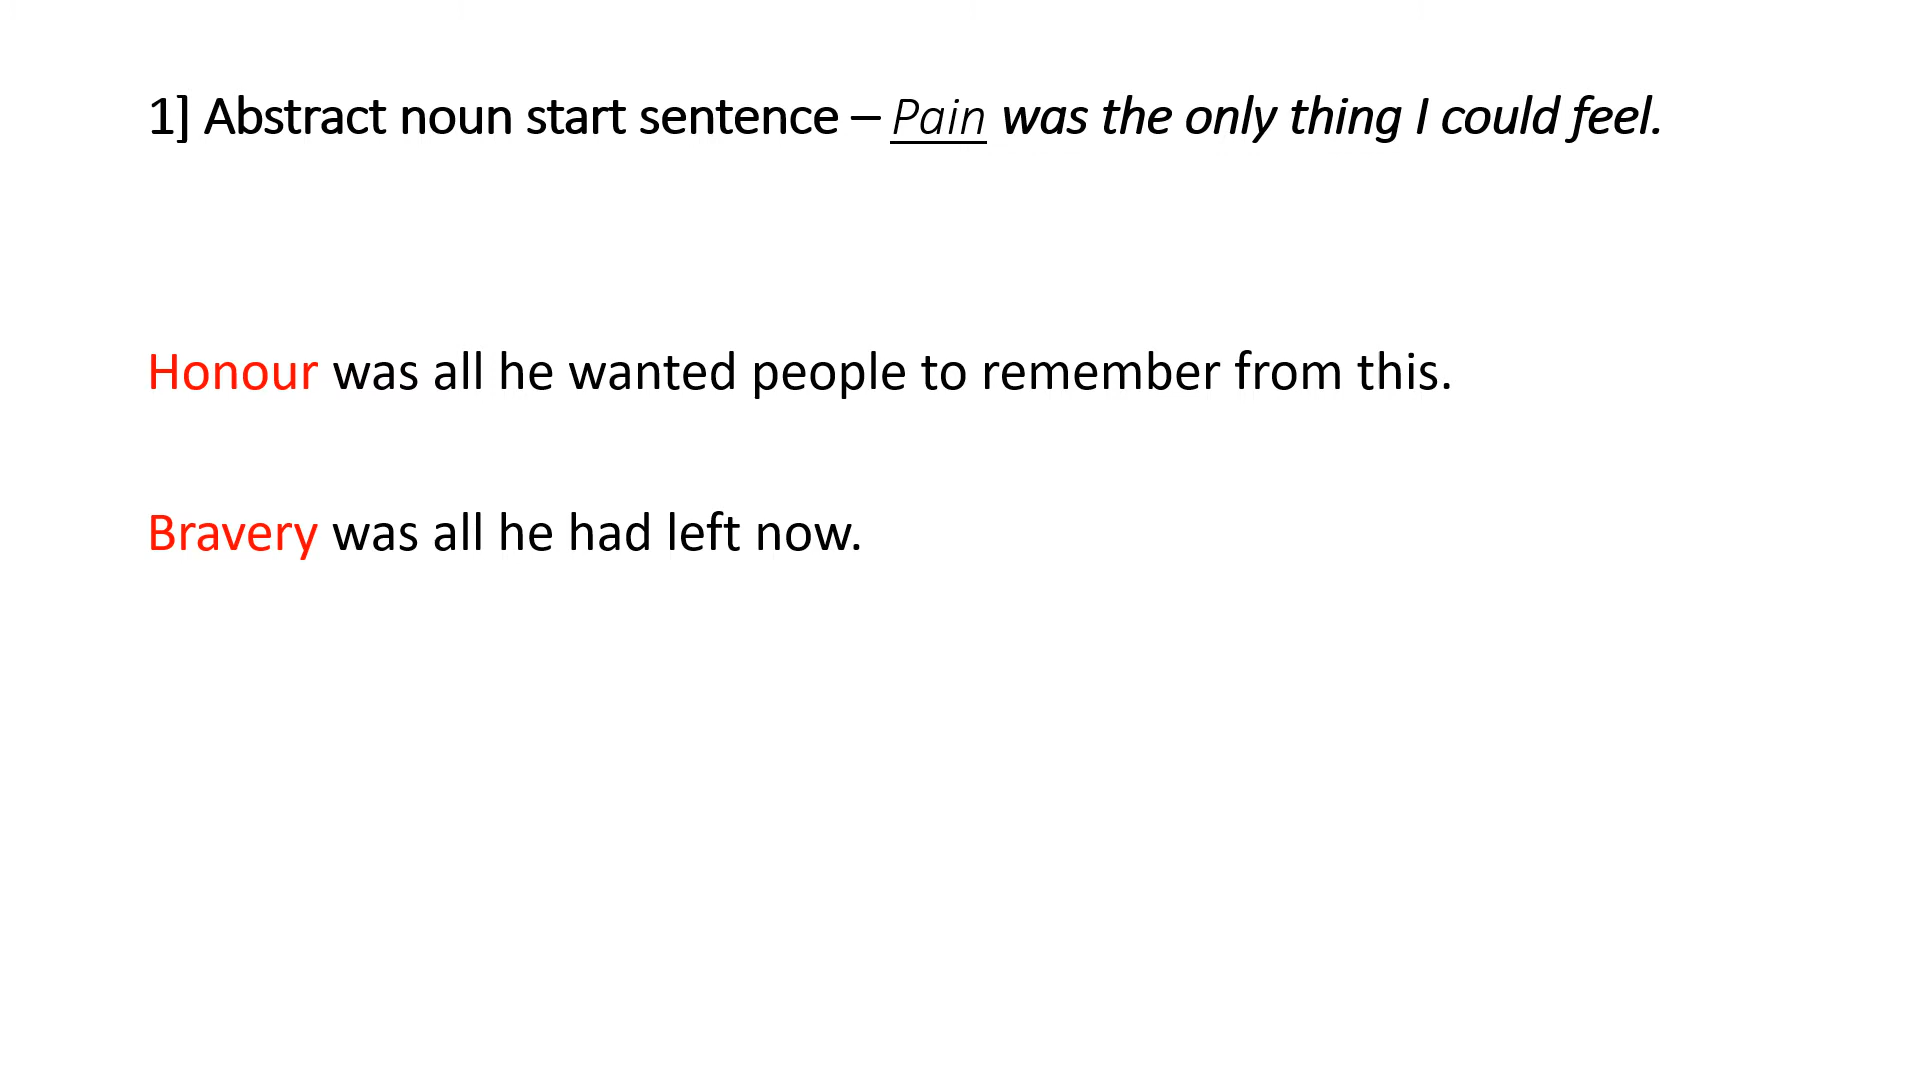 1] Abstract noun start sentence – Pain was the only thing I could feel.
Honour was all he wanted people to remember from this.
Bravery was all he had left now.